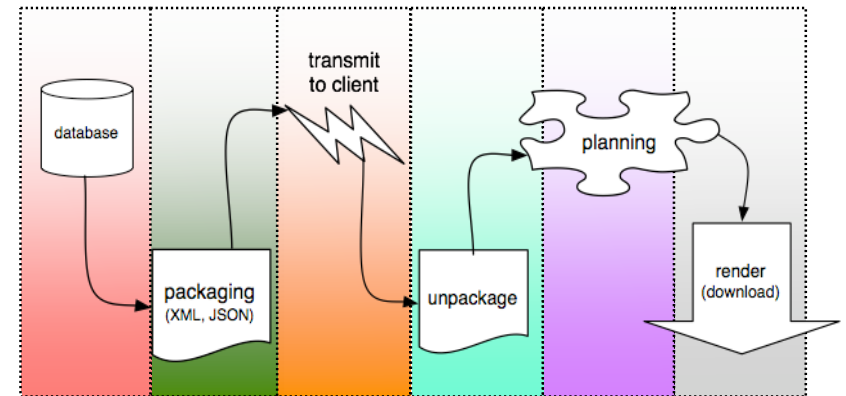 database
packaging
(XML, JSON)
transmit
to client
unpackage
planning
render
(download)